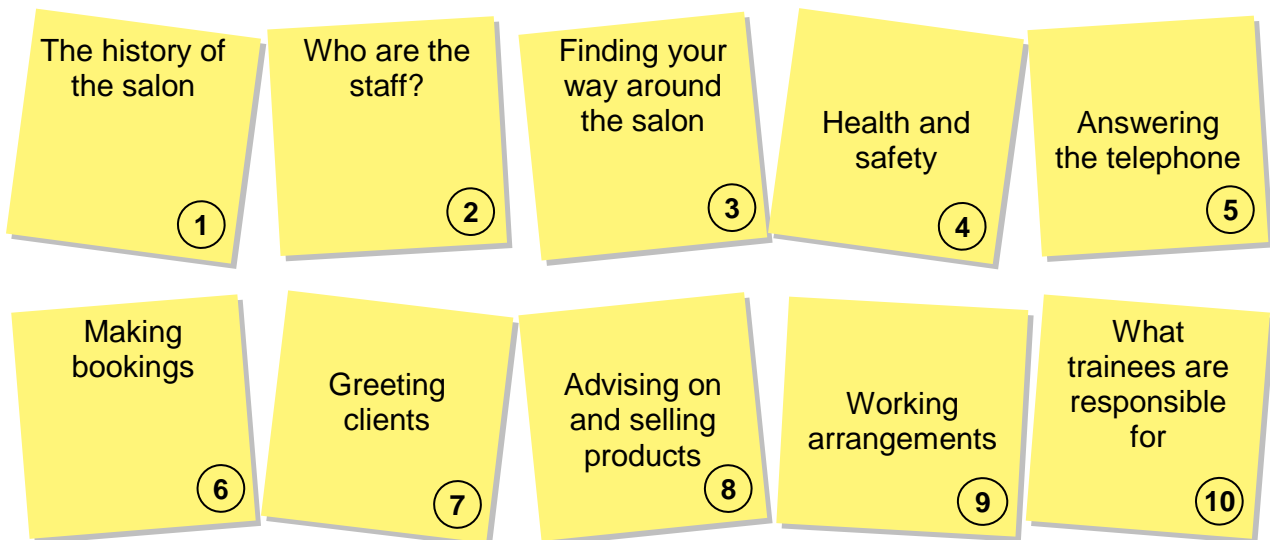 The history of
the salon
1
Who are the
staff?
2
Finding your
way around
the salon
3
Health and
safety
4
Answering
the telephone
5
Making
bookings
6
Greeting
clients
7
Advising on
and selling
products
8
Working
arrangements
9
What
trainees are
responsible
for
10